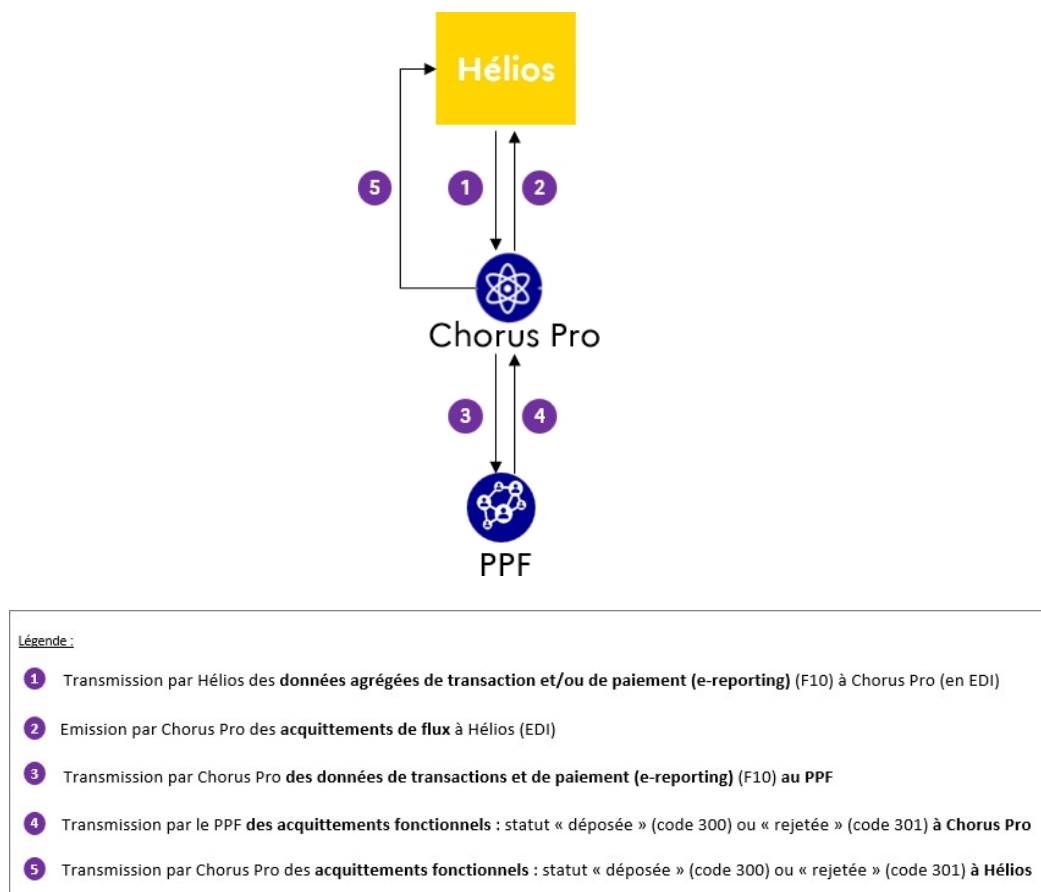 Hélios
5
1
2
Chorus Pro
3
4
PPF
Légende :
1 Transmission par Hélios des données agrégées de transaction et/ou de paiement (e-reporting) (F10) à Chorus Pro (en EDI)
2 Emission par Chorus Pro des acquittements de flux à Hélios (EDI)
3 Transmission par Chorus Pro des données de transactions et de paiement (e-reporting) (F10) au PPF
4 Transmission par le PPF des acquittements fonctionnels : statut « déposée » (code 300) ou « rejetée » (code 301) à Chorus Pro
5 Transmission par Chorus Pro des acquittements fonctionnels : statut « déposée » (code 300) ou « rejetée » (code 301) à Hélios